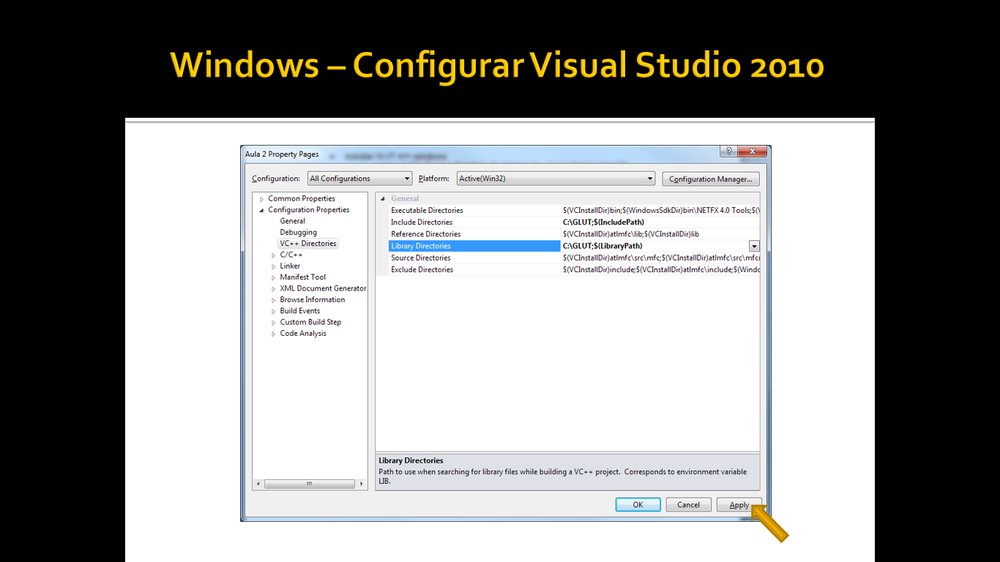 Windows – Configurar Visual Studio 2010
Aula 2 Property Pages
Configuration: All Configurations Platform: Active(Win32) Configuration Manager...
Common Properties
Configuration Properties
General
Debugging
VC++ Directories
C/C++
Linker
Manifest Tool
XML Document Generator
Browse Information
Build Events
Custom Build Step
Code Analysis
General
Executable Directories $(VCInstallDir)bin;$(WindowsSdkDir)bin\NETFX 4.0 Tools;$(\
Include Directories C:\GLUT;$(IncludePath)
Reference Directories $(VCInstallDir)atlmfc\lib;$(VCInstallDir)lib
Library Directories C:\GLUT;$(LibraryPath)
Source Directories $(VCInstallDir)atlmfc\src\mfc;$(VCInstallDir)atlmfc\src\mfc
Exclude Directories $(VCInstallDir)include;$(VCInstallDir)atlmfc\include;$(Windo
Library Directories
Path to use when searching for library files while building a VC++ project. Corresponds to environment variable
LIB.
OK Cancel Apply